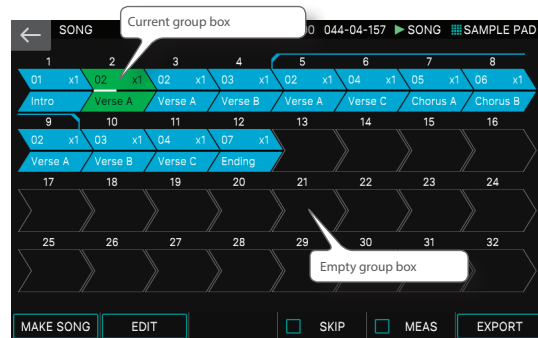 Current group box
SONG
044-04-157 SONG SAMPLE PAD
1 2 3 4 5 6 7 8
01 x1 02 x1 02 x1 03 x1 02 x1 04 x1 05 x1 06 x1
Intro Verse A Verse A Verse B Verse A Verse C Chorus A Chorus B
9 10 11 12 13 14 15 16
02 x1 03 x1 04 x1 07 x1
Verse A Verse B Verse C Ending
17 18 19 20 21 22 23 24
25 26 27 28 29 30 31 32
Empty group box
MAKE SONG EDIT SKIP MEAS EXPORT